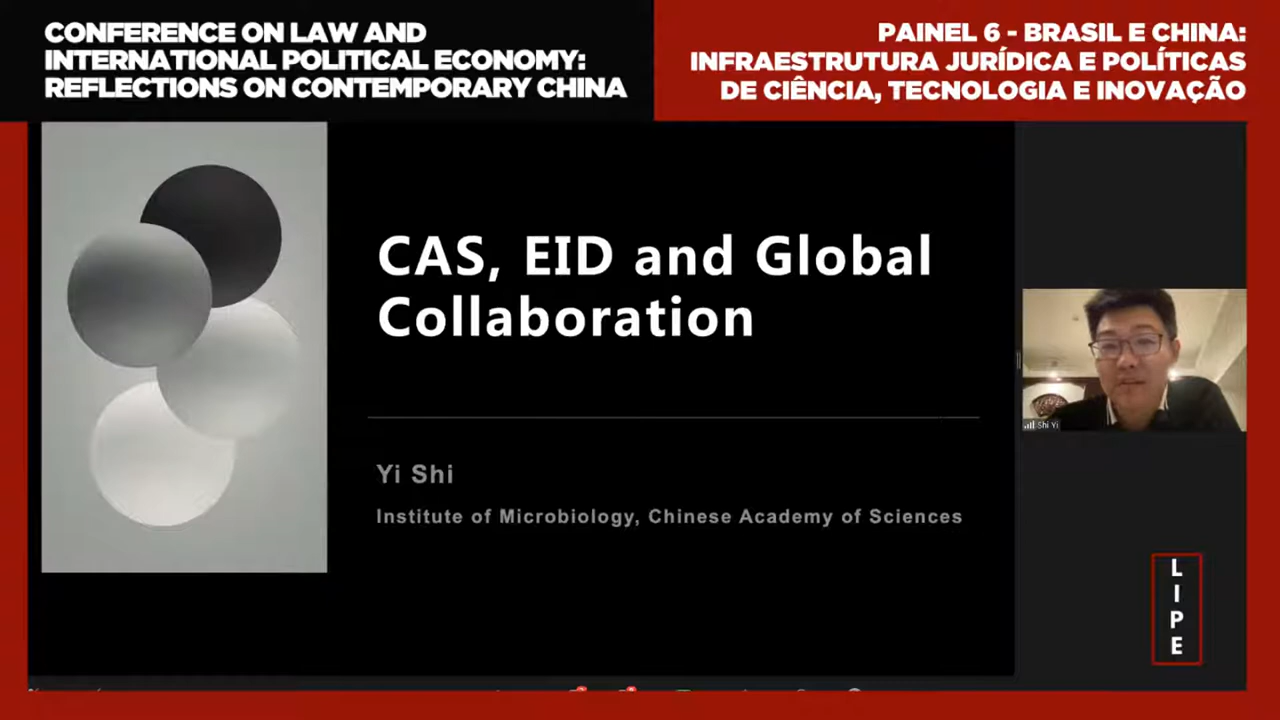 CONFERENCE ON LAW AND
INTERNATIONAL POLITICAL ECONOMY:
REFLECTIONS ON CONTEMPORARY CHINA
PAINEL 6 - BRASIL E CHINA:
INFRAESTRUTURA JURÍDICA E POLÍTICAS
DE CIÊNCIA, TECNOLOGIA E INOVAÇÃO
CAS, EID and Global
Collaboration
Yi Shi
Institute of Microbiology, Chinese Academy of Sciences
Shi Yi
L
I
P
E